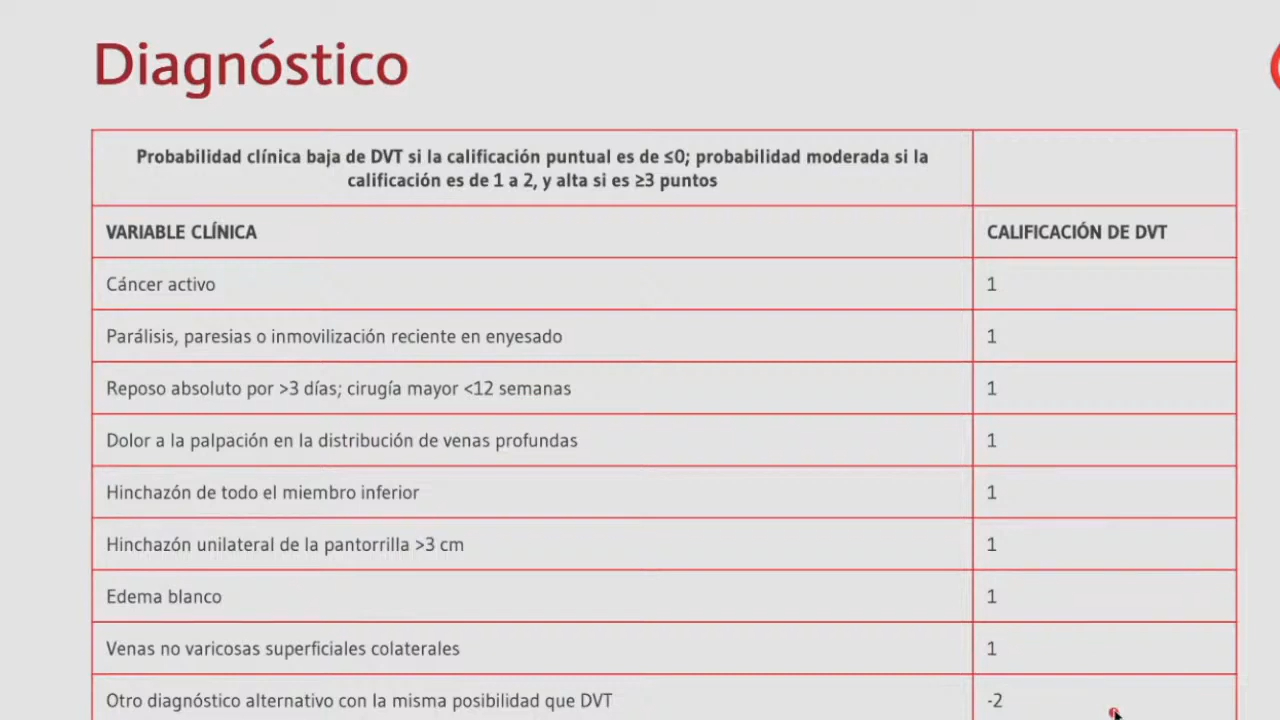 Diagnóstico
Probabilidad clínica baja de DVT si la calificación puntual es de ≤0; probabilidad moderada si la
calificación es de 1 a 2, y alta si es ≥3 puntos
VARIABLE CLÍNICA CALIFICACIÓN DE DVT
Cáncer activo 1
Parálisis, paresias o inmovilización reciente en enyesado 1
Reposo absoluto por >3 días; cirugía mayor <12 semanas 1
Dolor a la palpación en la distribución de venas profundas 1
Hinchazón de todo el miembro inferior 1
Hinchazón unilateral de la pantorrilla >3 cm 1
Edema blanco 1
Venas no varicosas superficiales colaterales 1
Otro diagnóstico alternativo con la misma posibilidad que DVT -2